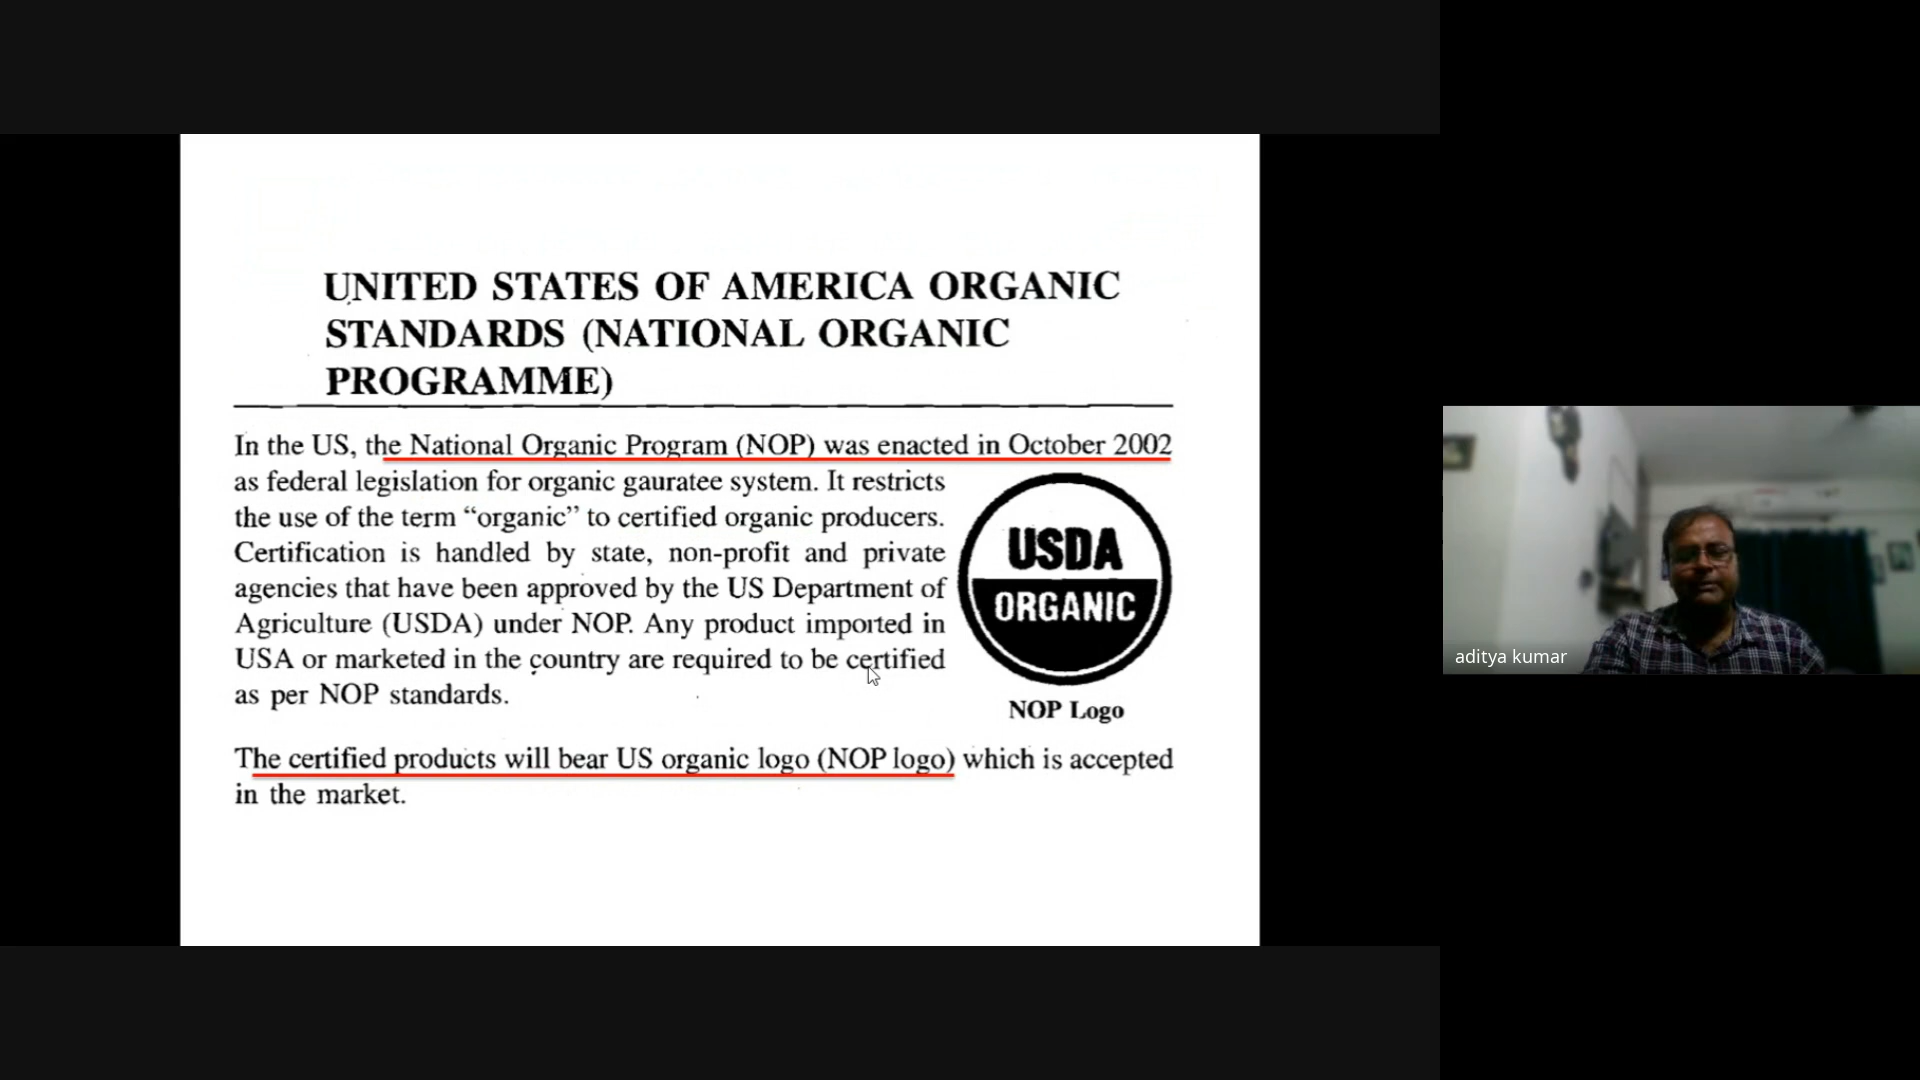 UNITED STATES OF AMERICA ORGANIC
STANDARDS (NATIONAL ORGANIC
PROGRAMME)
In the US, the National Organic Program (NOP) was enacted in October 2002
as federal legislation for organic gauratee system. It restricts
the use of the term “organic” to certified organic producers.
Certification is handled by state, non-profit and private
agencies that have been approved by the US Department of
Agriculture (USDA) under NOP. Any product imported in
USA or marketed in the country are required to be certified
as per NOP standards.
USDA
ORGANIC
NOP Logo
The certified products will bear US organic logo (NOP logo) which is accepted
in the market.
aditya kumar